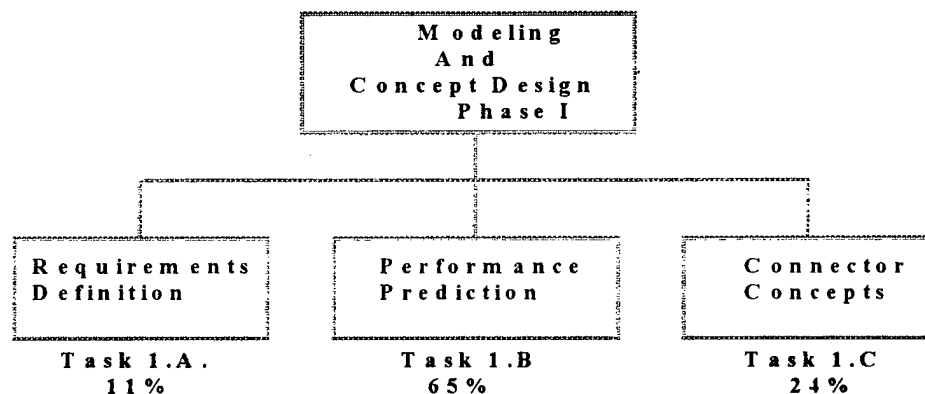 Modeling
And
Concept Design
Phase I
Requirements
Definition
Performance
Prediction
Connector
Concepts
Task 1.A.
11%
Task 1.B
65%
Task 1.C
24%